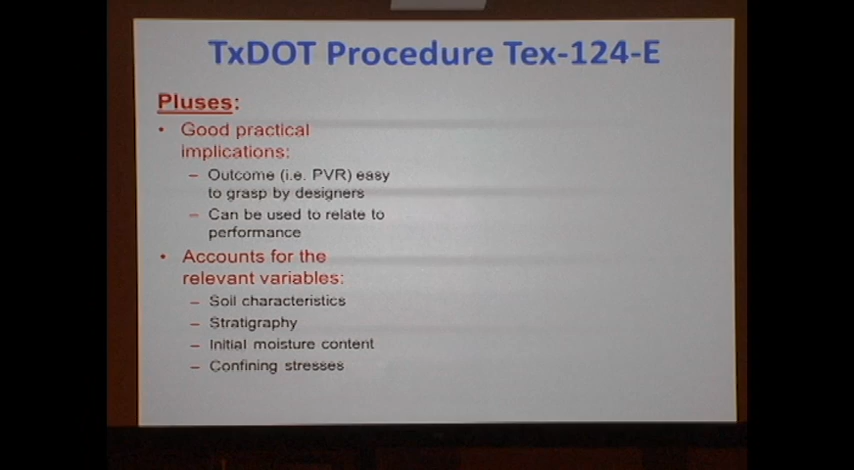 TxDOT Procedure Tex-124-E
Pluses:
• Good practical
implications:
– Outcome (i.e. PVR) easy
to grasp by designers
– Can be used to relate to
performance
• Accounts for the
relevant variables:
– Soil characteristics
– Stratigraphy
– Initial moisture content
– Confining stresses